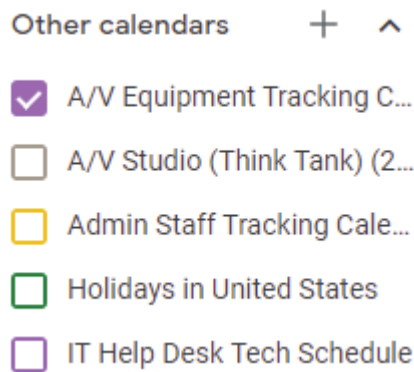 Other calendars
A/V Equipment Tracking C...
A/V Studio (Think Tank) (2...
Admin Staff Tracking Cale...
Holidays in United States
IT Help Desk Tech Schedule